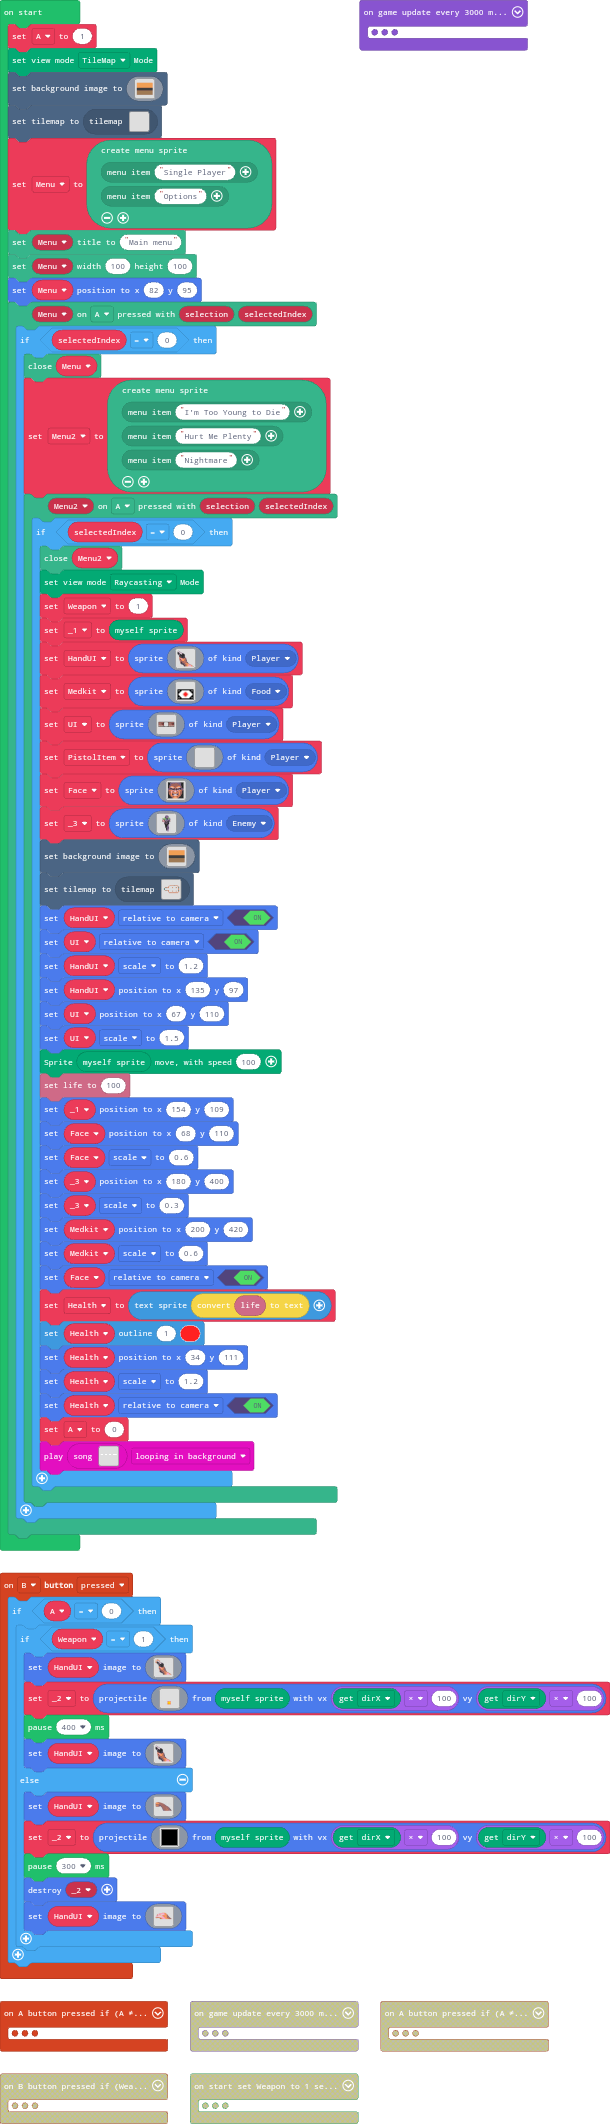 on start
on game update every 3000 m...
set A to 1
set view mode TileMap Mode
set background image to
set tilemap to tilemap
create menu sprite
menu item "Single Player"
set Menu to
menu item "Options"
set Menu title to "Main menu"
set Menu width 100 height 100
set Menu position to x 82 y 95
Menu on A pressed with selection selectedIndex
if selectedIndex = 0 then
close Menu
create menu sprite
menu item "I'm Too Young to Die"
set Menu2 to menu item "Hurt Me Plenty"
menu item "Nightmare"
Menu2 on A pressed with selection selectedIndex
if selectedIndex = 0 then
close Menu2
set view mode Raycasting Mode
set Weapon to 1
set _1 to myself sprite
set HandUI to sprite of kind Player
set Medkit to sprite of kind Food
set UI to sprite of kind Player
set PistolItem to sprite of kind Player
set Face to sprite of kind Player
set _3 to sprite of kind Enemy
set background image to
set tilemap to tilemap
set HandUI relative to camera ON
set UI relative to camera ON
set HandUI scale to 1.2
set HandUI position to x 135 y 97
set UI position to x 67 y 110
set UI scale to 1.5
Sprite myself sprite move, with speed 100
set life to 100
set _1 position to x 154 y 109
set Face position to x 68 y 110
set Face scale to 0.6
set _3 position to x 180 y 400
set _3 scale to 0.3
set Medkit position to x 200 y 420
set Medkit scale to 0.6
set Face relative to camera ON
set Health to text sprite convert life to text
set Health outline 1
set Health position to x 34 y 111
set Health scale to 1.2
set Health relative to camera ON
set A to 0
play song looping in background
on B button pressed
if A = 0 then
if Weapon = 1 then
set HandUI image to
set _2 to projectile from myself sprite with vx get dirX × 100 vy get dirY × 100
pause 400 ms
set HandUI image to
else
set HandUI image to
set _2 to projectile from myself sprite with vx get dirX × 100 vy get dirY × 100
pause 300 ms
destroy _2
set HandUI image to
on A button pressed if (A ≠...
on game update every 3000 m...
on A button pressed if (A ≠...
on B button pressed if (Wea...
on start set Weapon to 1 se...